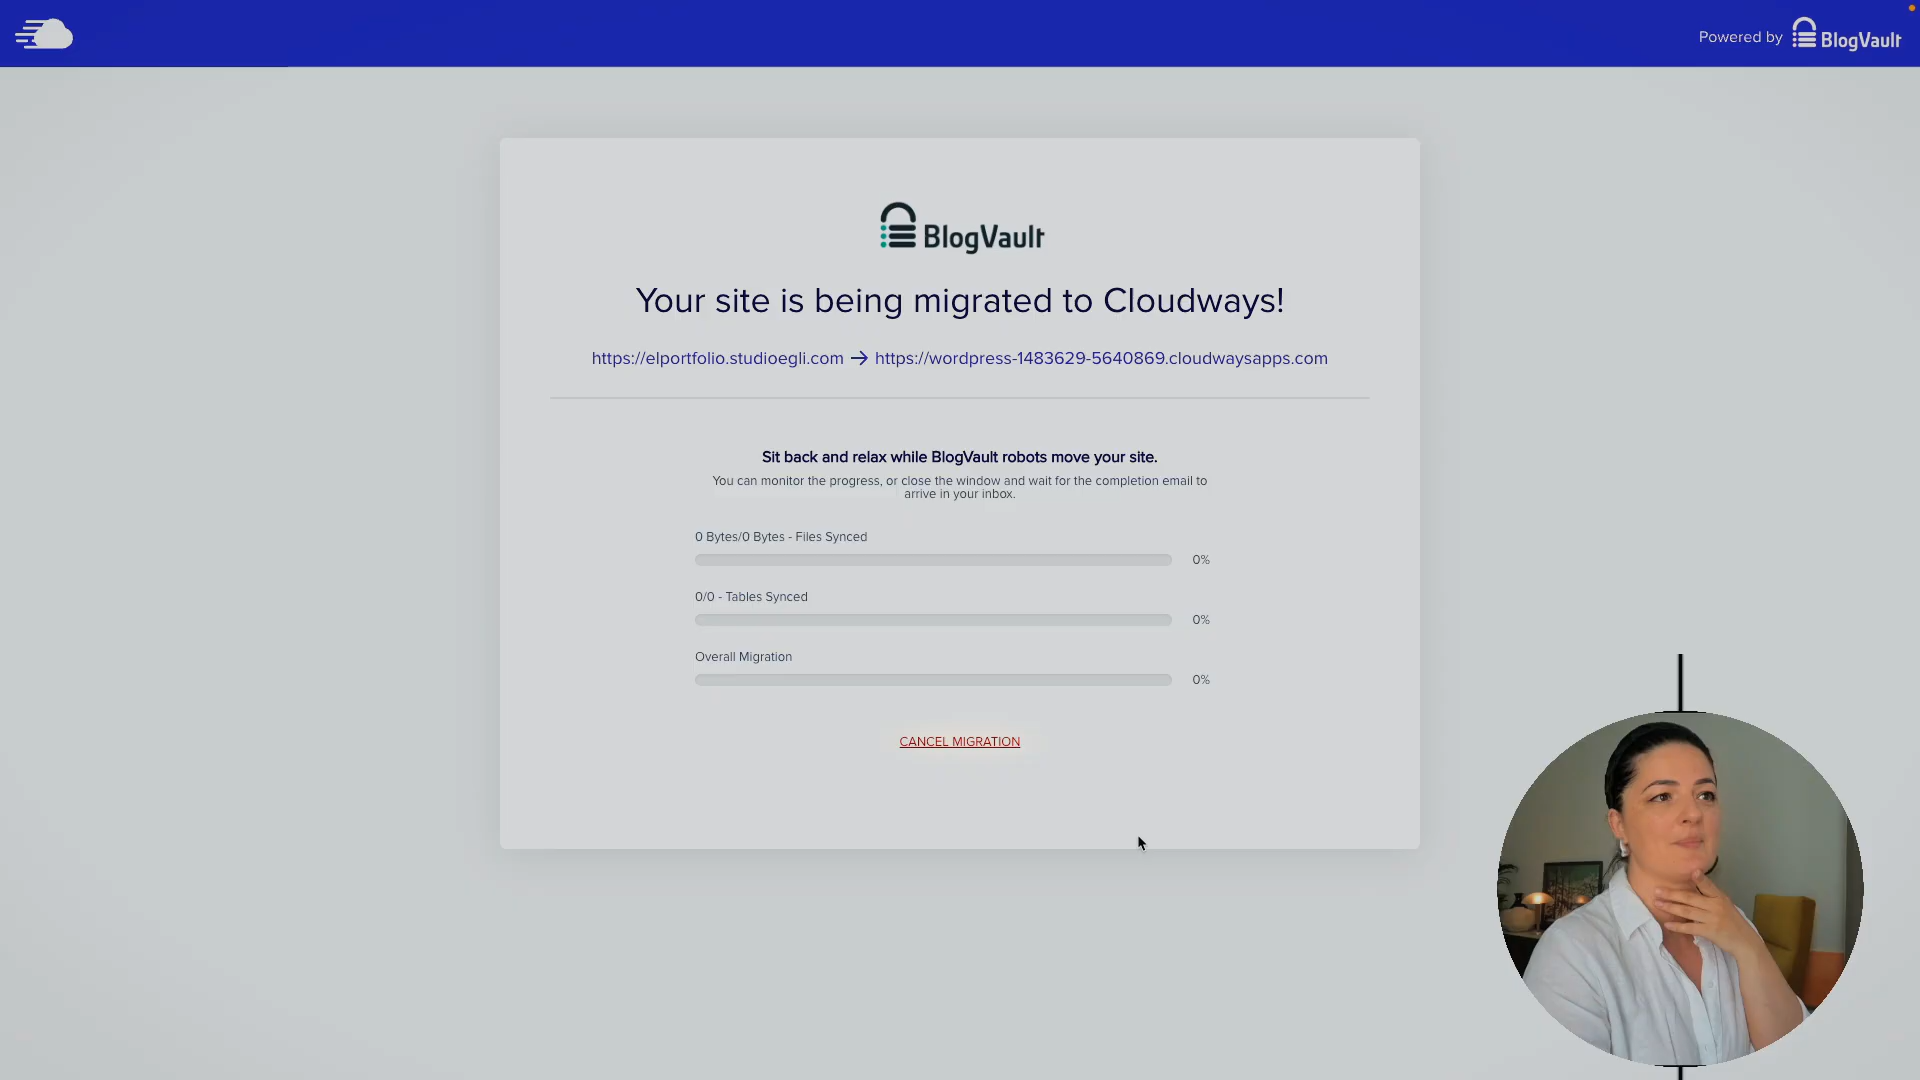 Powered by BlogVault
BlogVault
Your site is being migrated to Cloudways!
https://elportfolio.studioegli.com → https://wordpress-1483629-5640869.cloudwaysapps.com
Sit back and relax while BlogVault robots move your site.
You can monitor the progress, or close the window and wait for the completion email to
arrive in your inbox.
0 Bytes/0 Bytes - Files Synced
0%
0/0 - Tables Synced
0%
Overall Migration
0%
CANCEL MIGRATION